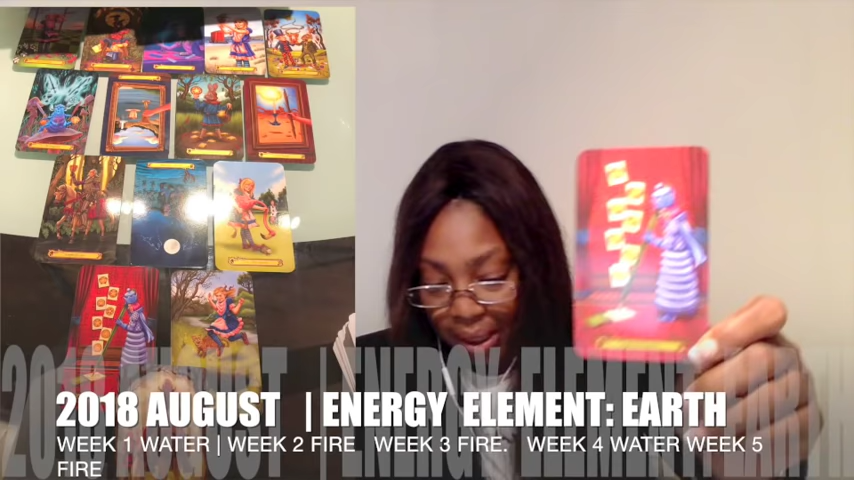 2018 AUGUST | ENERGY ELEMENT: EARTH
WEEK 1 WATER | WEEK 2 FIRE WEEK 3 FIRE. WEEK 4 WATER WEEK 5
FIRE